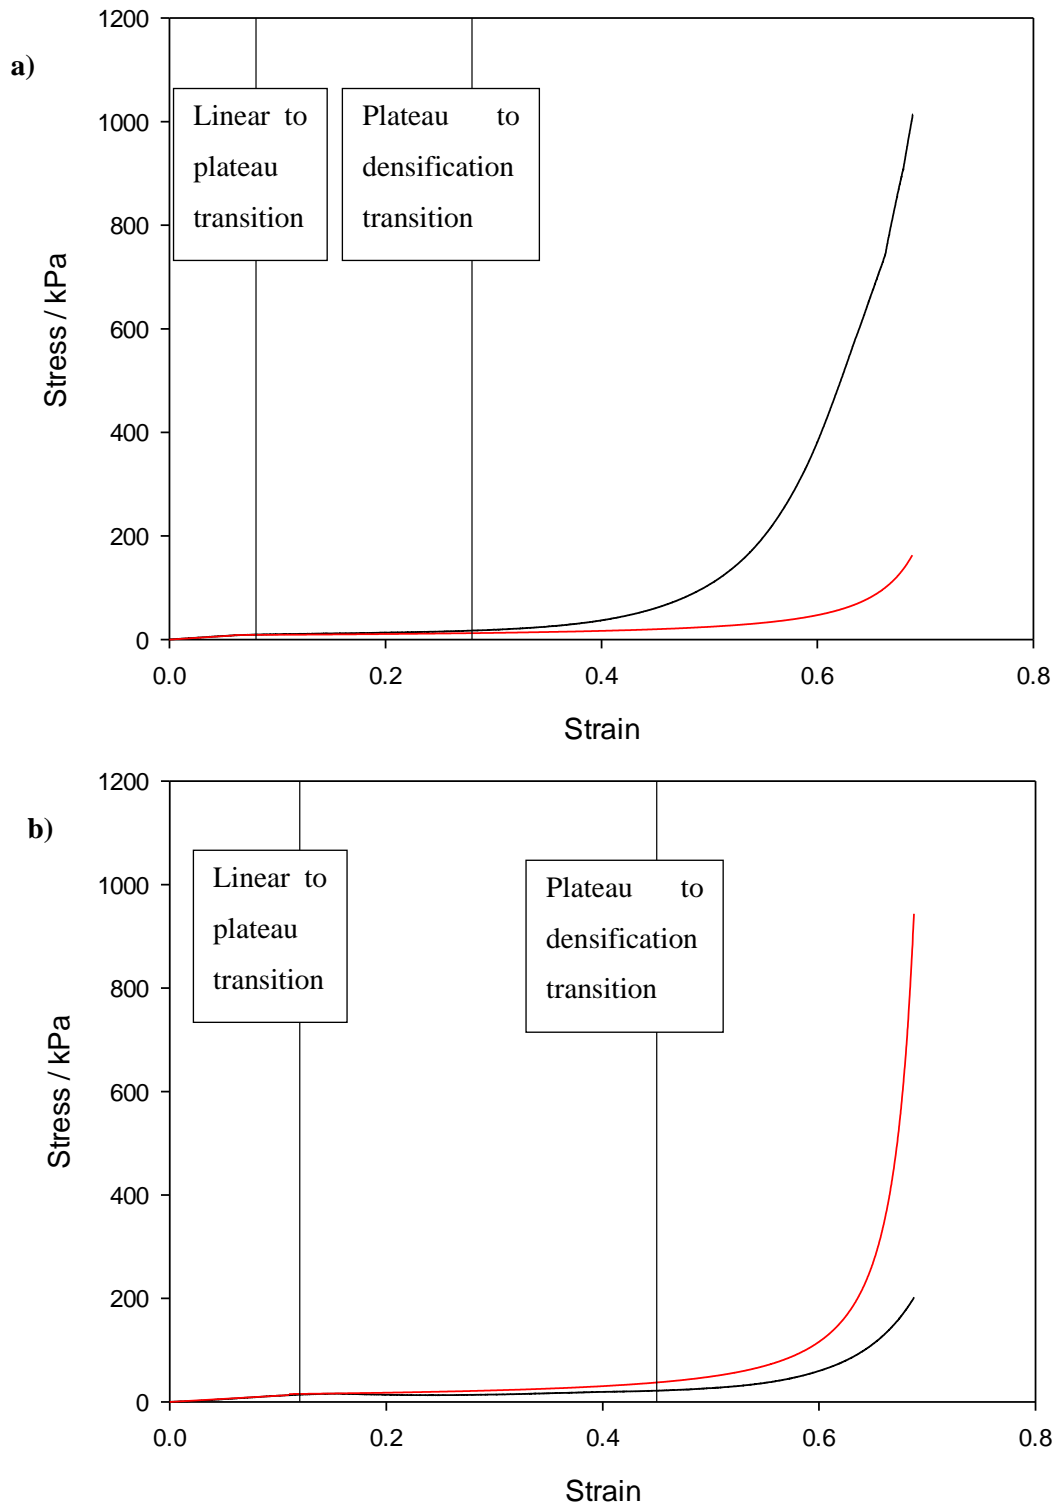 a)
1200
1000
800
600
400
200
0
Stress / kPa
Linear to
plateau
transition
Plateau to
densification
transition
0.0 0.2 0.4 0.6 0.8
Strain
b)
1200
1000
800
600
400
200
0
Stress / kPa
Linear to
plateau
transition
Plateau to
densification
transition
0.0 0.2 0.4 0.6 0.8
Strain